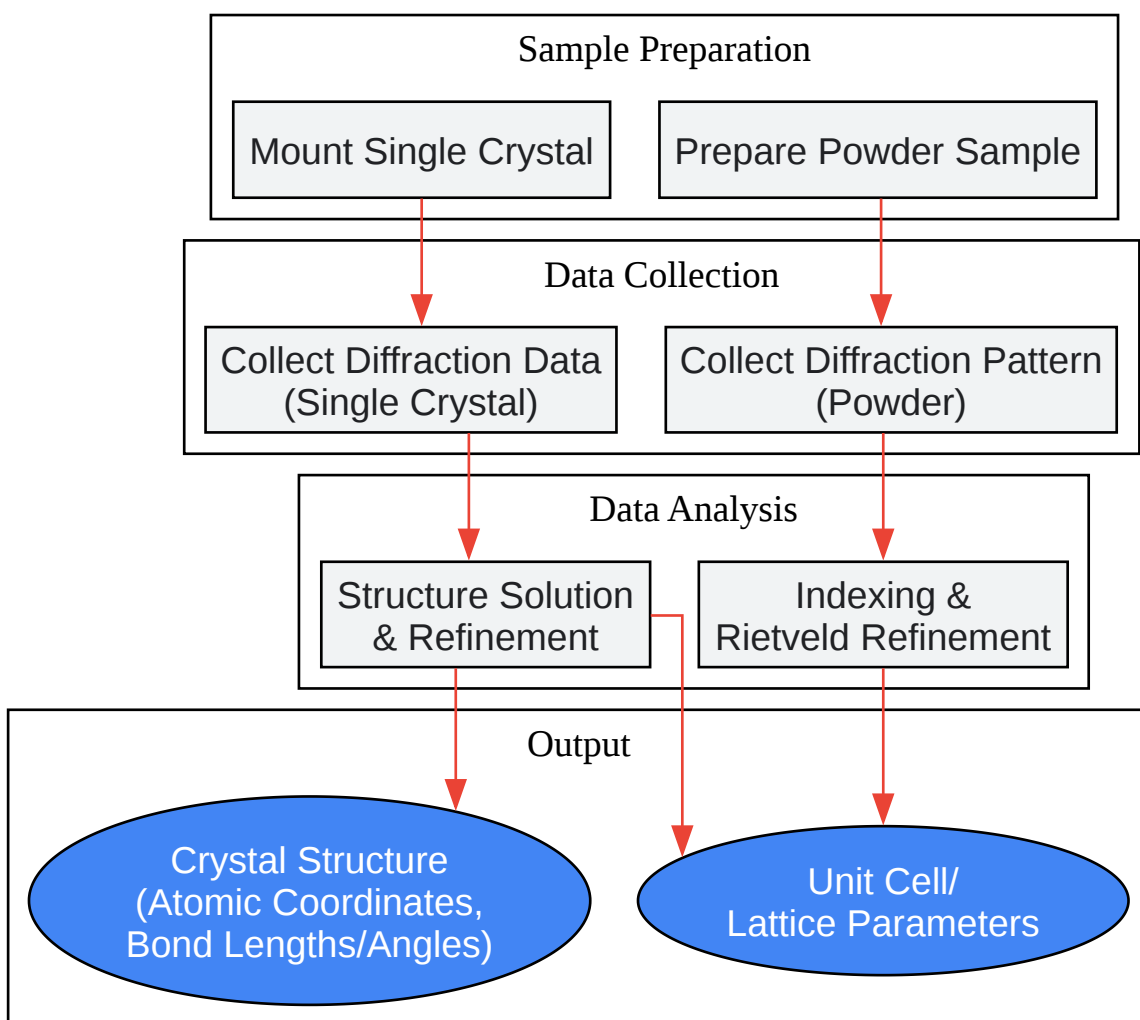 Sample Preparation
Mount Single Crystal
Prepare Powder Sample
Data Collection
Collect Diffraction Data
(Single Crystal)
Collect Diffraction Pattern
(Powder)
Data Analysis
Structure Solution
& Refinement
Indexing &
Rietveld Refinement
Output
Crystal Structure
(Atomic Coordinates,
Bond Lengths/Angles)
Unit Cell/
Lattice Parameters